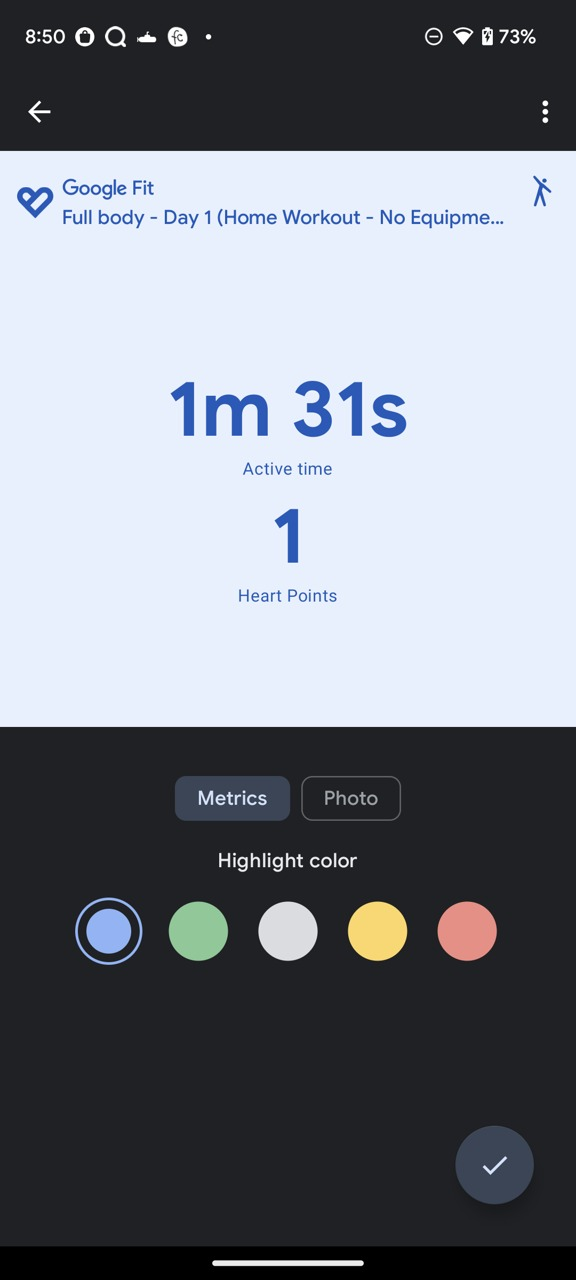 8:50
73%
Google Fit
Full body - Day 1 (Home Workout - No Equipme...
1m 31s
Active time
1
Heart Points
Metrics
Photo
Highlight color